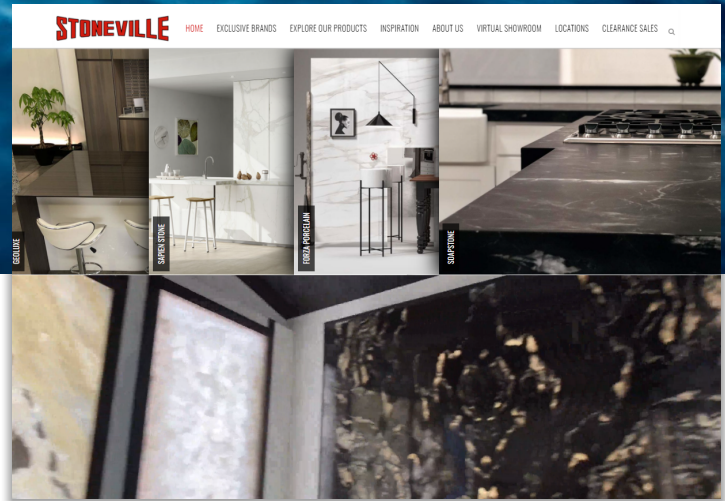 STONEVILLE
HOME EXCLUSIVE BRANDS EXPLORE OUR PRODUCTS INSPIRATION ABOUT US VIRTUAL SHOWROOM LOCATIONS CLEARANCE SALES
GEOLUXE
SAPIEN STONE
FORZA PORCELAIN
SOAPSTONE